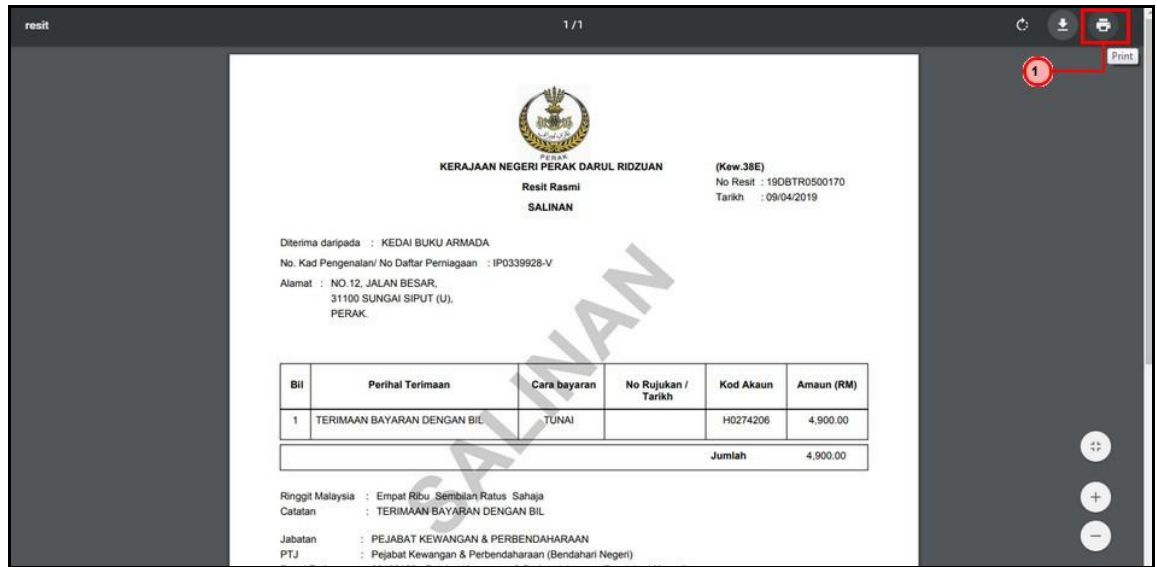 resit
1 / 1
Print
1
PERAK
KERAJAAN NEGERI PERAK DARUL RIDZUAN
(Kew.38E)
Resit Rasmi
No Resit : 19DBTR0500170
SALINAN
Tarikh : 09/04/2019
Diterima daripada : KEDAI BUKU ARMADA
No. Kad Pengenalan/ No Daftar Perniagaan : IP0339928-V
Alamat : NO.12, JALAN BESAR,
31100 SUNGAI SIPUT (U),
PERAK.
SALINAN
Bil Perihal Terimaan Cara bayaran No Rujukan / Tarikh Kod Akaun Amaun (RM)
1 TERIMAAN BAYARAN DENGAN BIL TUNAI H0274206 4,900.00
Jumlah 4,900.00
Ringgit Malaysia : Empat Ribu Sembilan Ratus Sahaja
Catatan : TERIMAAN BAYARAN DENGAN BIL
Jabatan : PEJABAT KEWANGAN & PERBENDAHARAAN
PTJ : Pejabat Kewangan & Perbendaharaan (Bendahari Negeri)